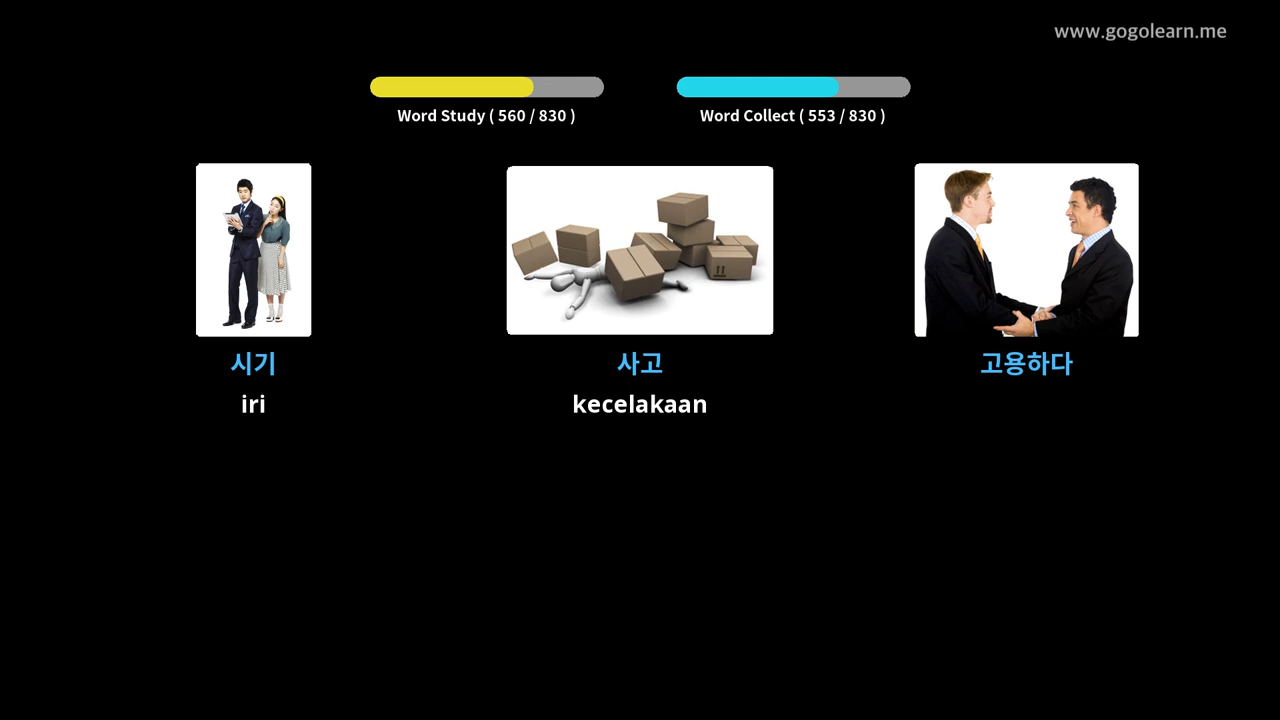 www.gogolearn.me
Word Study ( 560 / 830 )
Word Collect ( 553 / 830 )
시기
사고
고용하다
iri
kecelakaan